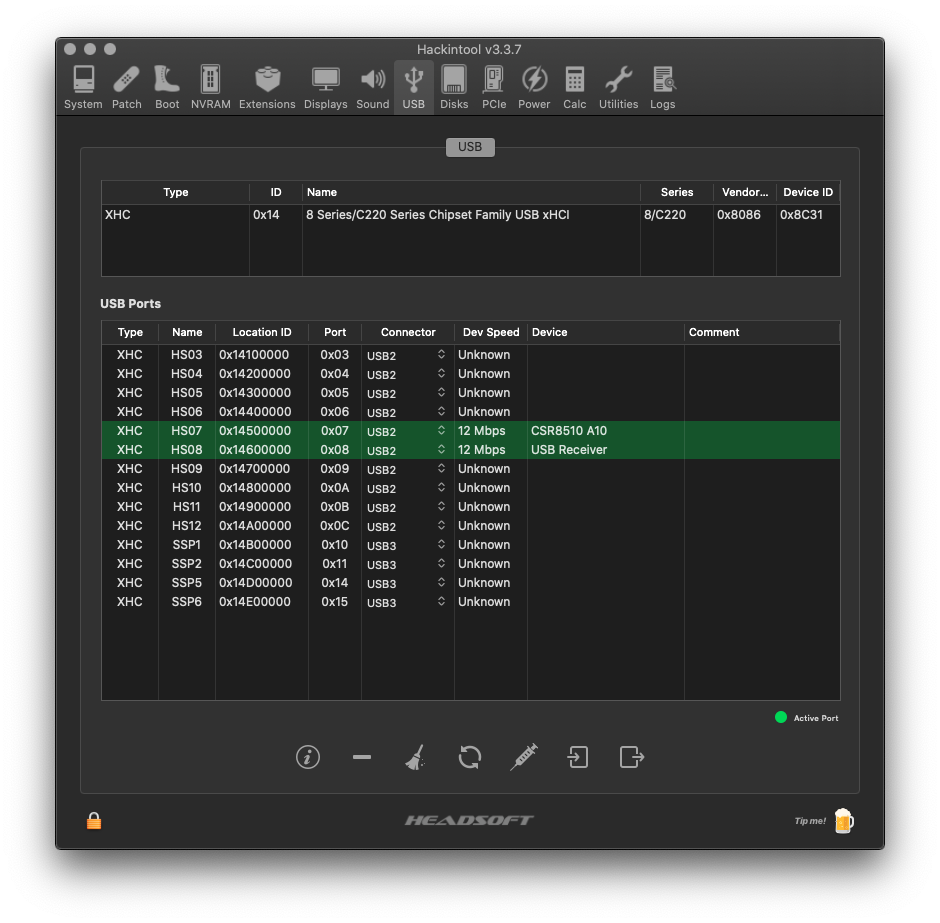 Hackintool v3.3.7
System Patch Boot NVRAM Extensions Displays Sound USB Disks PCIe Power Calc Utilities Logs
USB
Type ID Name Series Vendor... Device ID
XHC 0x14 8 Series/C220 Series Chipset Family USB xHCI 8/C220 0x8086 0x8C31
USB Ports
Type Name Location ID Port Connector Dev Speed Device Comment
XHC HS03 0x14100000 0x03 USB2 Unknown
XHC HS04 0x14200000 0x04 USB2 Unknown
XHC HS05 0x14300000 0x05 USB2 Unknown
XHC HS06 0x14400000 0x06 USB2 Unknown
XHC HS07 0x14500000 0x07 USB2 12 Mbps CSR8510 A10
XHC HS08 0x14600000 0x08 USB2 12 Mbps USB Receiver
XHC HS09 0x14700000 0x09 USB2 Unknown
XHC HS10 0x14800000 0x0A USB2 Unknown
XHC HS11 0x14900000 0x0B USB2 Unknown
XHC HS12 0x14A00000 0x0C USB2 Unknown
XHC SSP1 0x14B00000 0x10 USB3 Unknown
XHC SSP2 0x14C00000 0x11 USB3 Unknown
XHC SSP5 0x14D00000 0x14 USB3 Unknown
XHC SSP6 0x14E00000 0x15 USB3 Unknown
Active Port
HEADSOFT
Tip me!